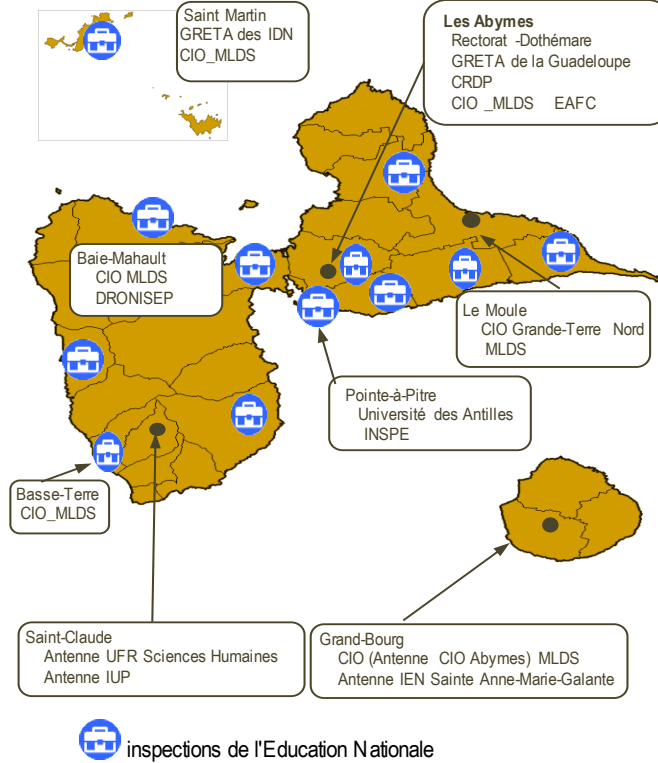 Saint Martin
GRETA des IDN
CIO_MLDS
Les Abymes
Rectorat -Dothémare
GRETA de la Guadeloupe
CRDP
CIO _MLDS EAFC
Baie-Mahault
CIO MLDS
DRONISEP
Le Moule
CIO Grande-Terre Nord
MLDS
Pointe-à-Pitre
Université des Antilles
INSPE
Basse-Terre
CIO_MLDS
Saint-Claude
Antenne UFR Sciences Humaines
Antenne IUP
Grand-Bourg
CIO (Antenne CIO Abymes) MLDS
Antenne IEN Sainte Anne-Marie-Galante
inspections de l'Education Nationale